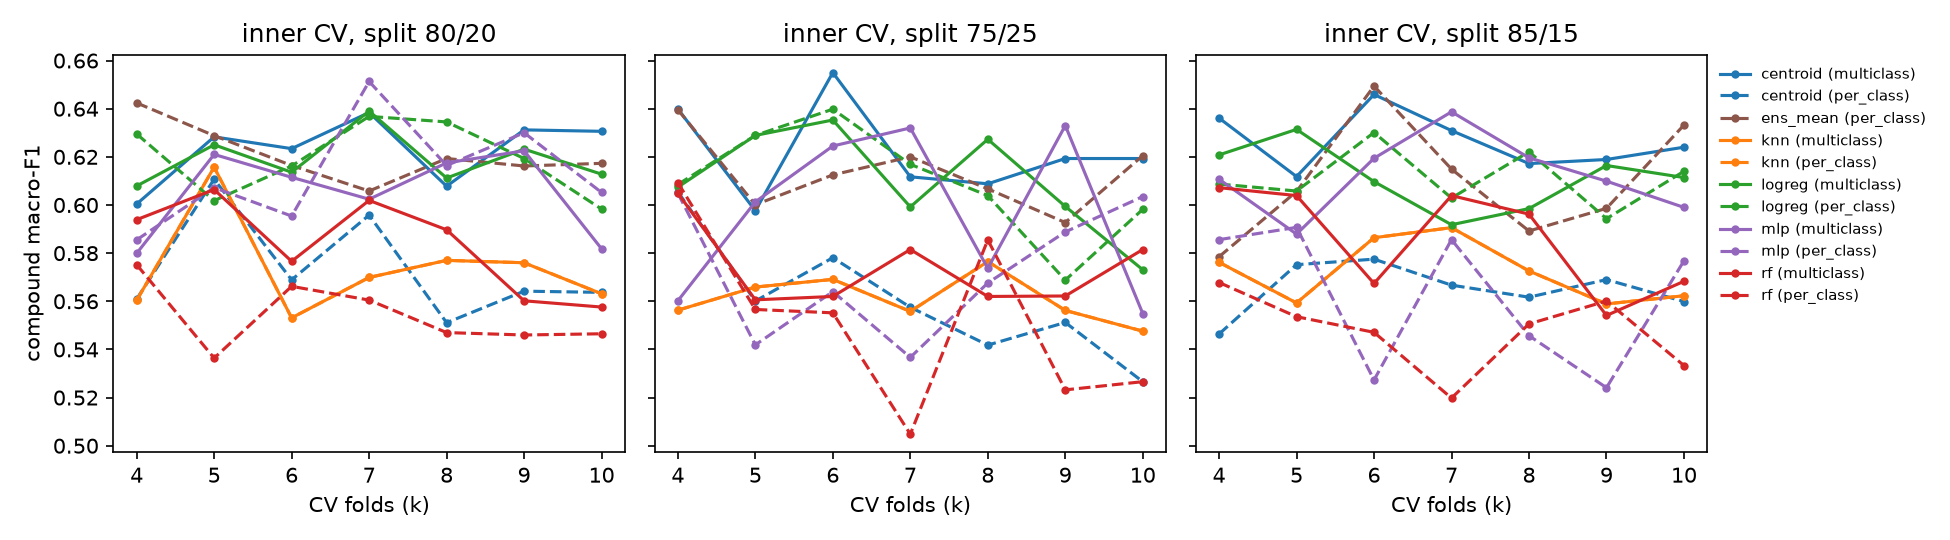 inner CV, split 80/20
inner CV, split 75/25
inner CV, split 85/15
compound macro-F1
0.66
0.64
0.62
0.60
0.58
0.56
0.54
0.52
0.50
4 5 6 7 8 9 10
4 5 6 7 8 9 10
4 5 6 7 8 9 10
CV folds (k)
CV folds (k)
CV folds (k)
centroid (multiclass)
centroid (per_class)
ens_mean (per_class)
knn (multiclass)
knn (per_class)
logreg (multiclass)
logreg (per_class)
mlp (multiclass)
mlp (per_class)
rf (multiclass)
rf (per_class)